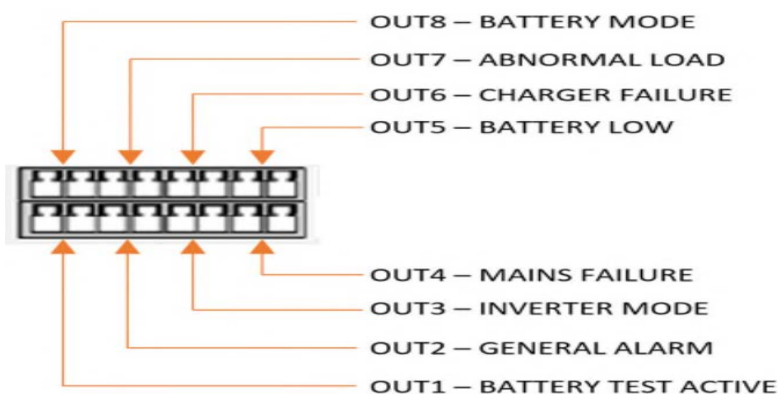 OUT8 – BATTERY MODE
OUT7 – ABNORMAL LOAD
OUT6 – CHARGER FAILURE
OUT5 – BATTERY LOW
OUT4 – MAINS FAILURE
OUT3 – INVERTER MODE
OUT2 – GENERAL ALARM
OUT1 – BATTERY TEST ACTIVE